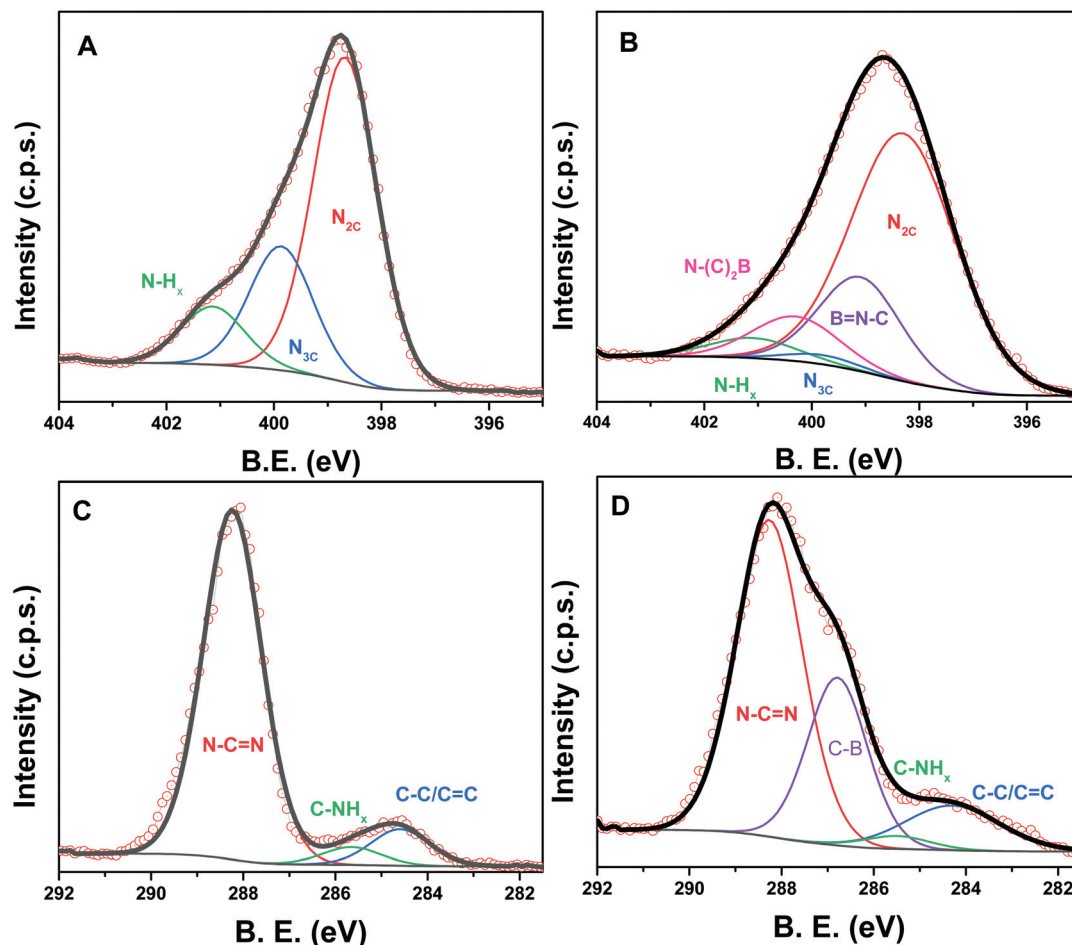 A
Intensity (c.p.s.)
N-Hₓ
N₃C
N₂C
404 402 400 398 396
B.E. (eV)
B
Intensity (c.p.s.)
N-(C)₂B
N₂C
B=N-C
N-Hₓ
N₃C
404 402 400 398 396
B. E. (eV)
C
Intensity (c.p.s.)
N-C=N
C-NHₓ
C-C/C=C
292 290 288 286 284 282
B. E. (eV)
D
Intensity (c.p.s.)
N-C=N
C-B
C-NHₓ
C-C/C=C
292 290 288 286 284 282
B. E. (eV)